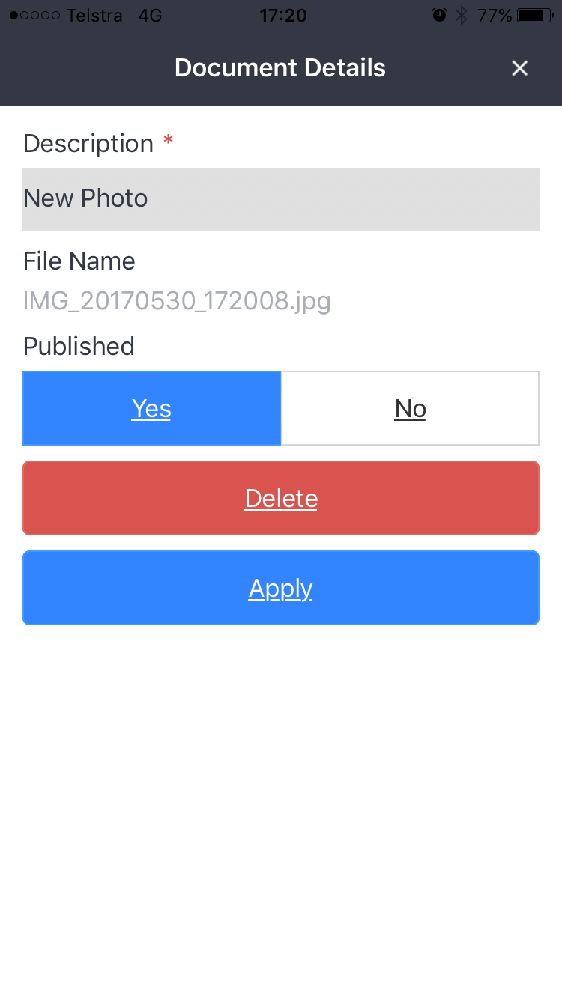 Telstra 4G 17:20 77%
Document Details
Description *
New Photo
File Name
IMG_20170530_172008.jpg
Published
Yes No
Delete
Apply